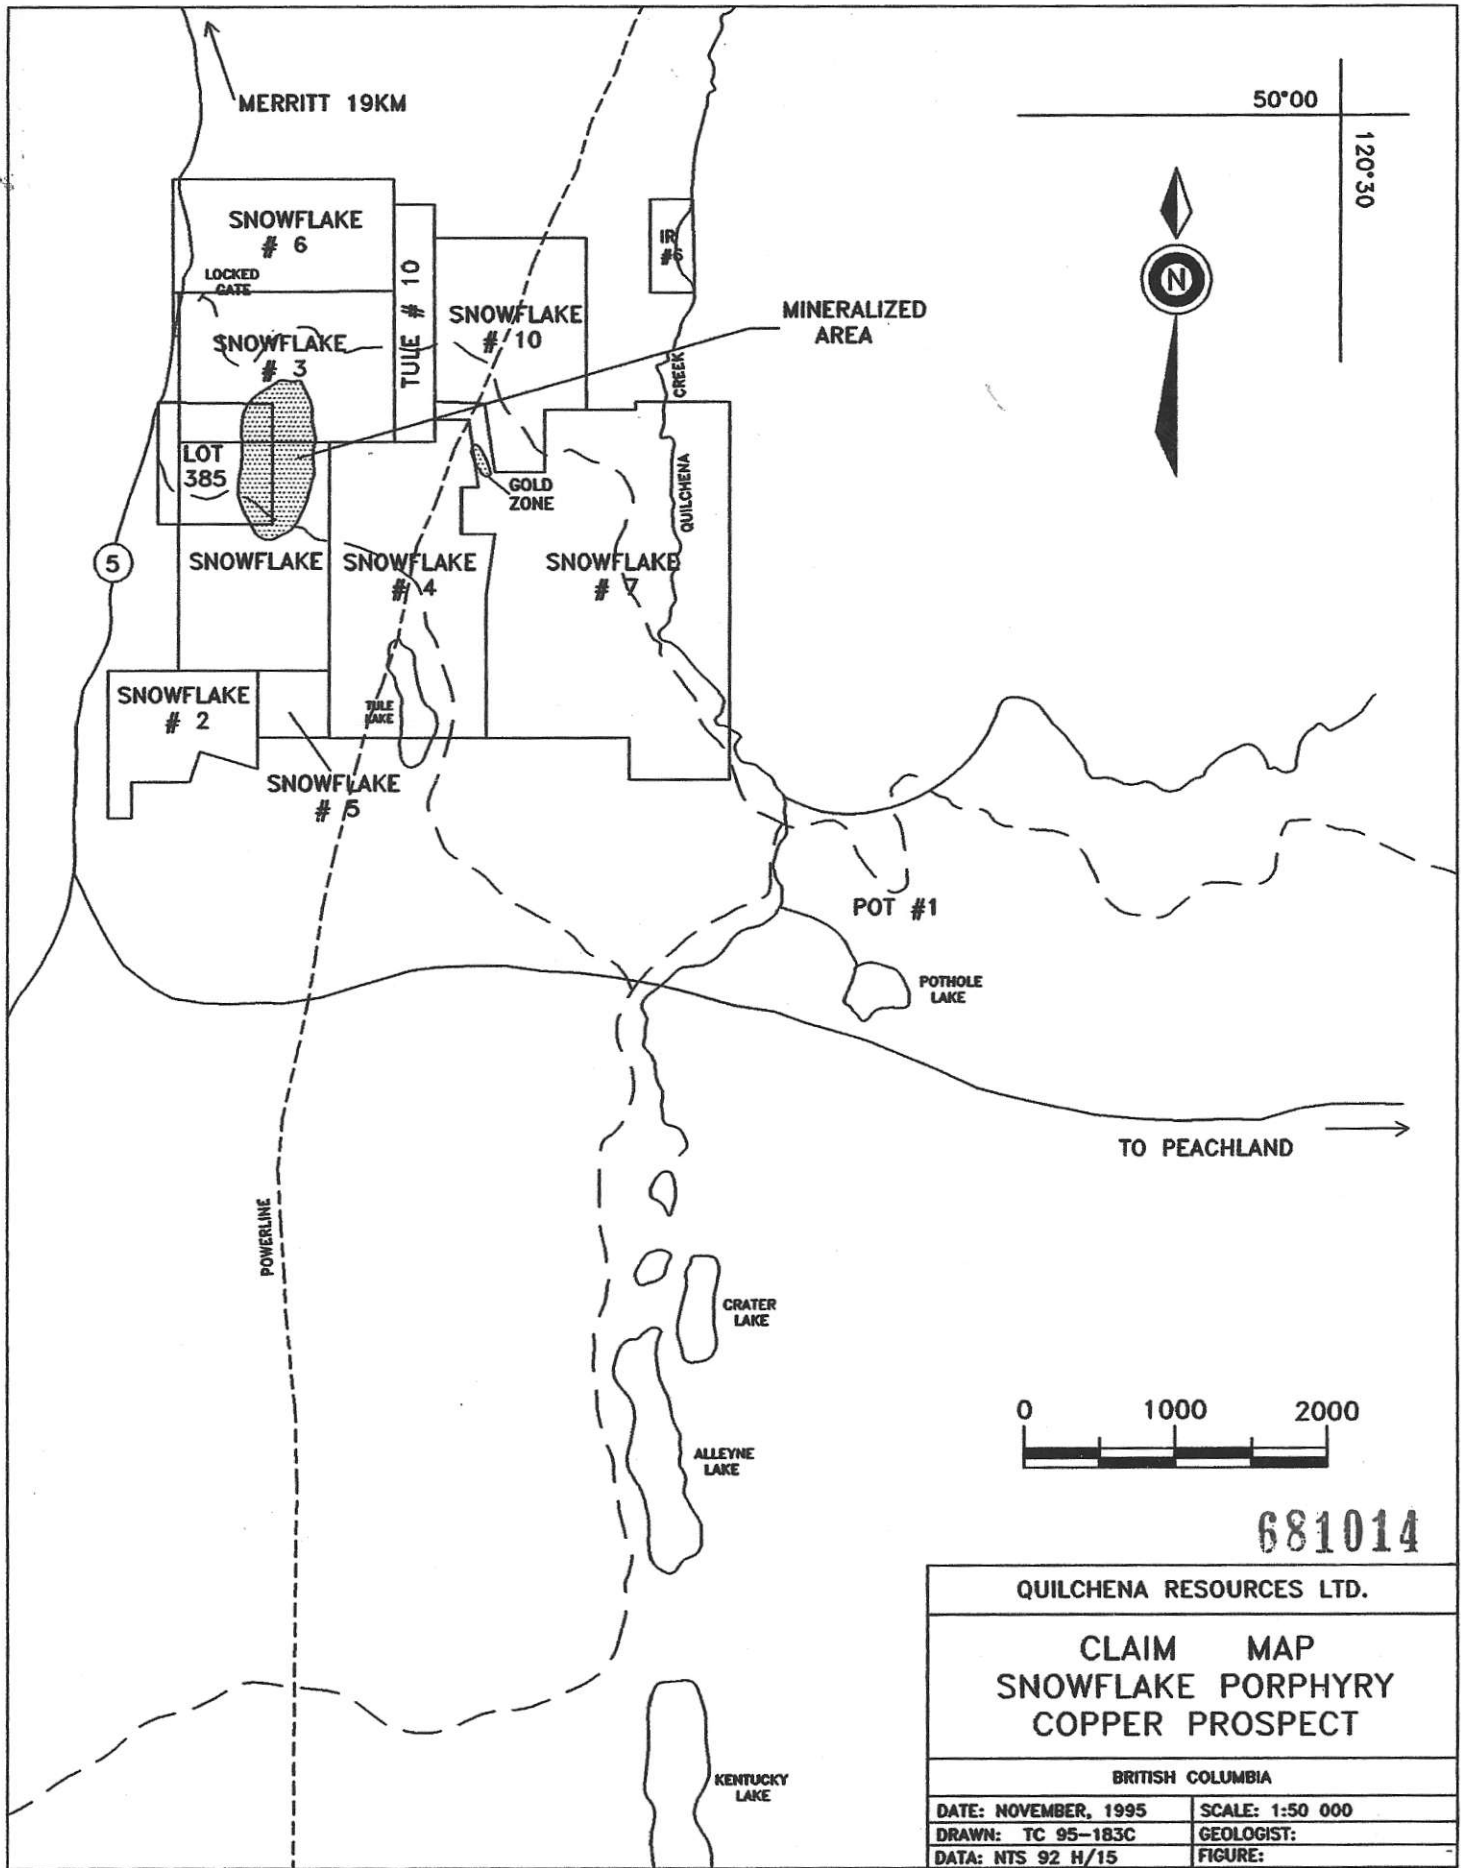 MERRITT 19KM
50°00
120°30
SNOWFLAKE
# 6
IR
#6
LOCKED
GATE
TULE # 10
SNOWFLAKE
# 10
MINERALIZED
AREA
SNOWFLAKE
# 3
N
CREEK
QUILCHENA
LOT
385
GOLD
ZONE
5
SNOWFLAKE
SNOWFLAKE
# 4
SNOWFLAKE
# 7
SNOWFLAKE
# 2
TULE
LAKE
SNOWFLAKE
# 5
POT #1
POTHOLE
LAKE
TO PEACHLAND
POWERLINE
CRATER
LAKE
ALLEYNE
LAKE
0 1000 2000
681014
KENTUCKY
LAKE
QUILCHENA RESOURCES LTD.
CLAIM MAP
SNOWFLAKE PORPHYRY
COPPER PROSPECT
BRITISH COLUMBIA
DATE: NOVEMBER, 1995
SCALE: 1:50 000
DRAWN: TC 95-183C
GEOLOGIST:
DATA: NTS 92 H/15
FIGURE: